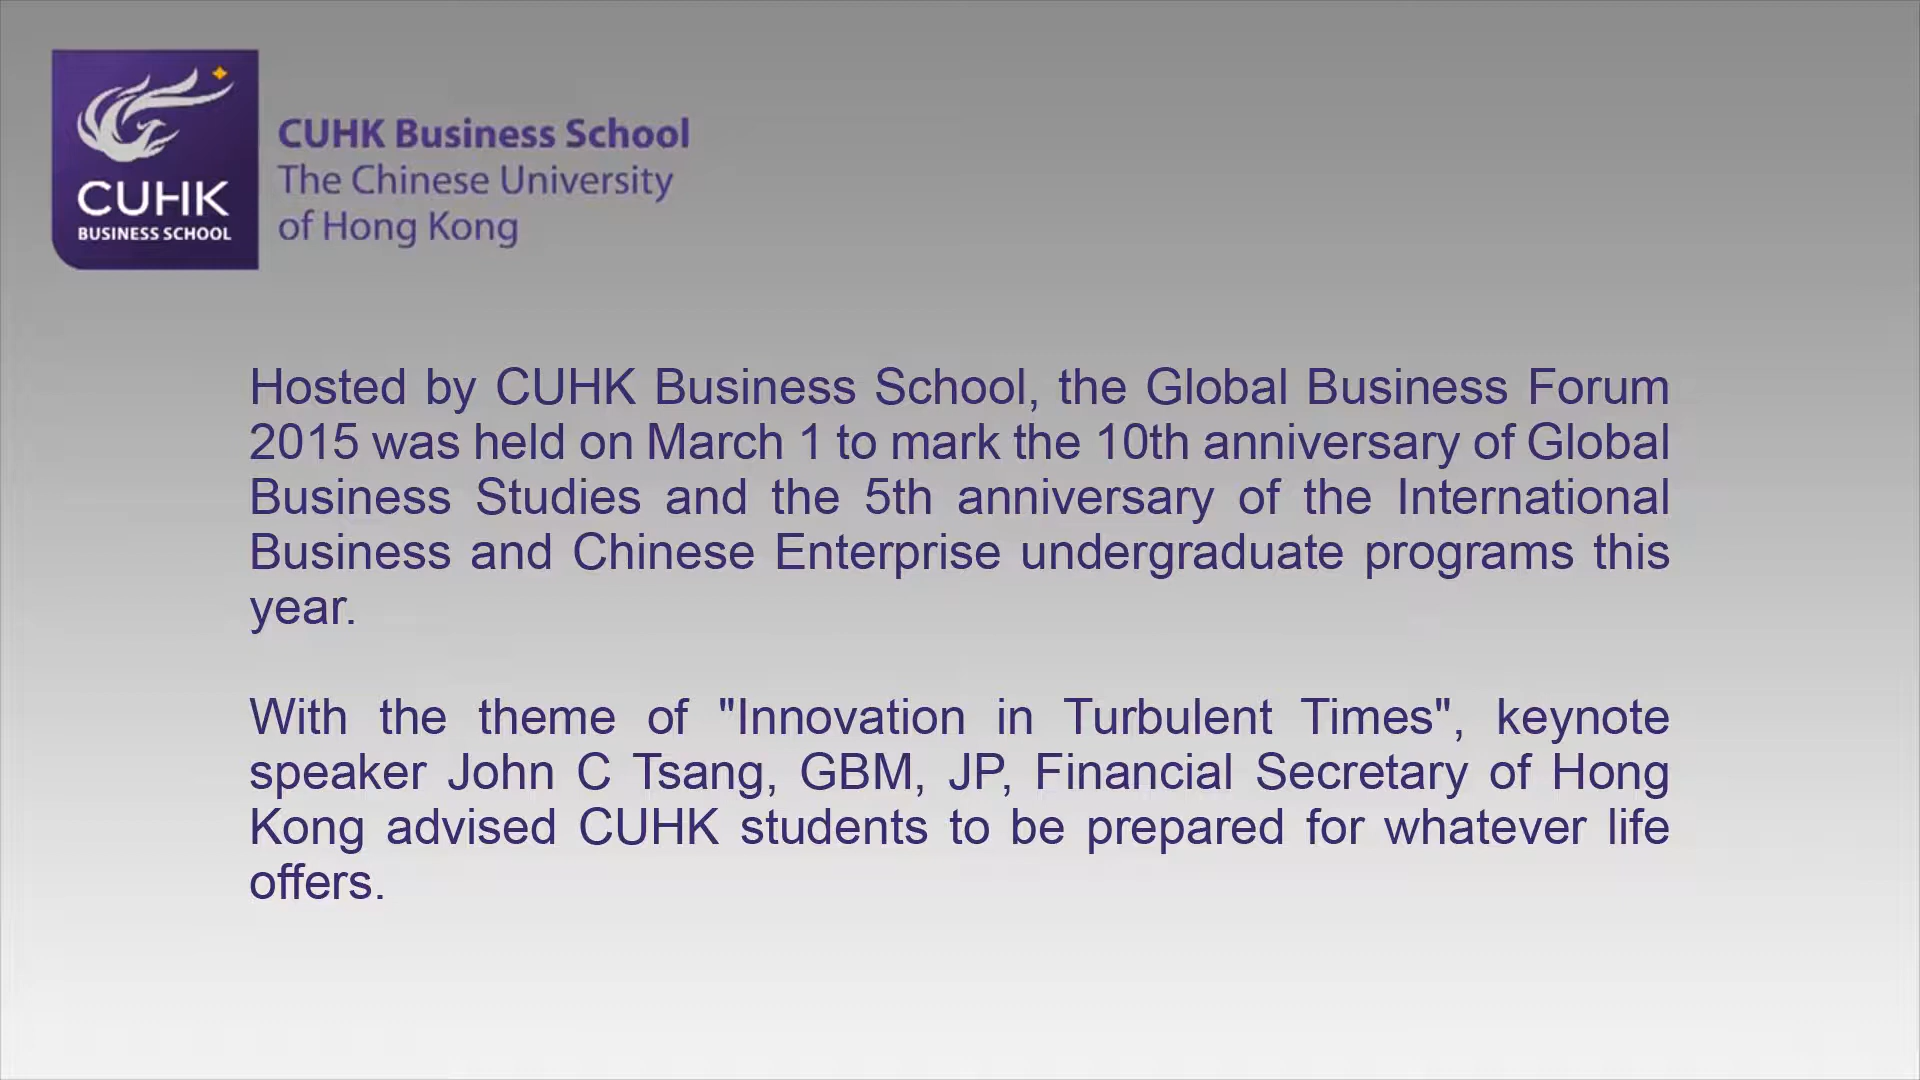 CUHK
BUSINESS SCHOOL
CUHK Business School
The Chinese University
of Hong Kong
Hosted by CUHK Business School, the Global Business Forum
2015 was held on March 1 to mark the 10th anniversary of Global
Business Studies and the 5th anniversary of the International
Business and Chinese Enterprise undergraduate programs this
year.
With the theme of "Innovation in Turbulent Times", keynote
speaker John C Tsang, GBM, JP, Financial Secretary of Hong
Kong advised CUHK students to be prepared for whatever life
offers.